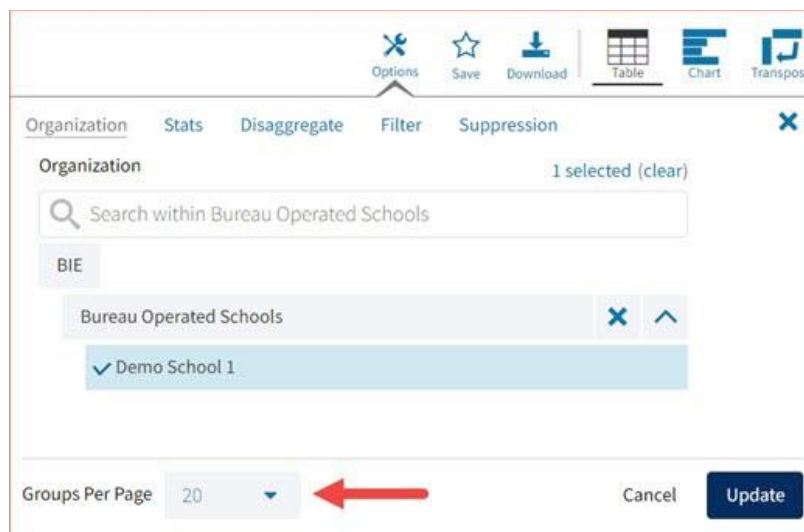 Options Save Download Table Chart Transpos
Organization Stats Disaggregate Filter Suppression
Organization 1 selected (clear)
Search within Bureau Operated Schools
BIE
Bureau Operated Schools
Demo School 1
Groups Per Page 20 Cancel Update